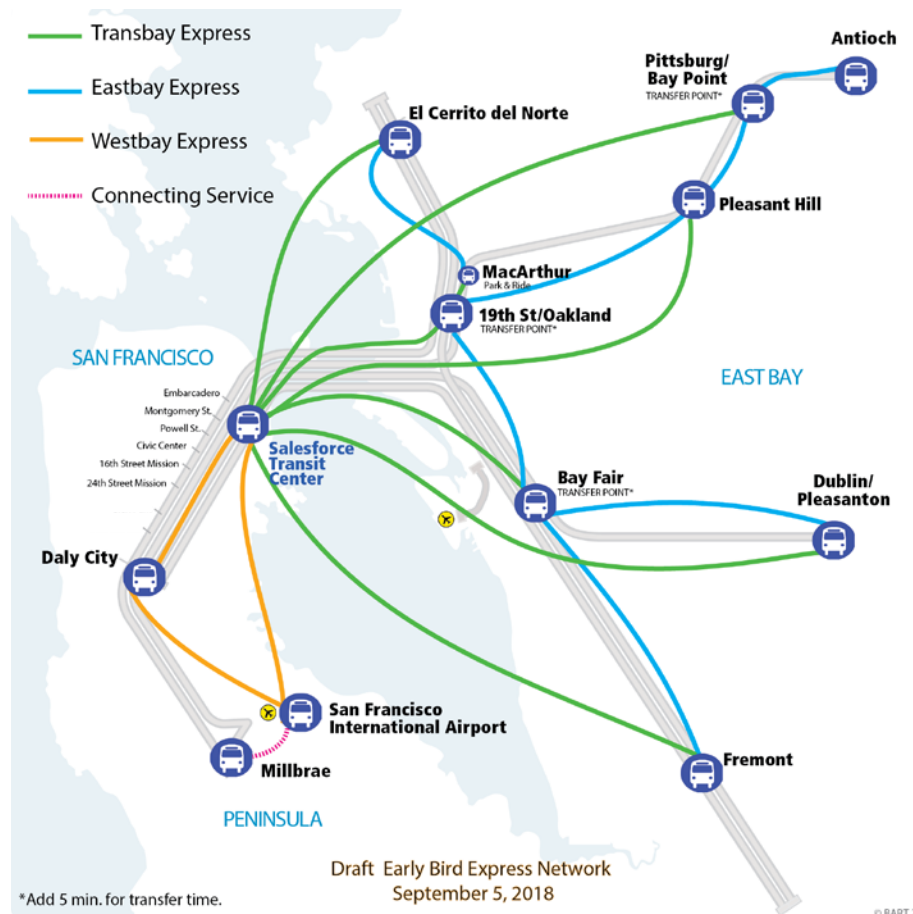 Transbay Express
Eastbay Express
Westbay Express
Connecting Service
Antioch
Pittsburg/
Bay Point
TRANSFER POINT*
El Cerrito del Norte
Pleasant Hill
MacArthur
Park & Ride
19th St/Oakland
TRANSFER POINT*
SAN FRANCISCO
EAST BAY
Embarcadero
Montgomery St.
Powell St.
Civic Center
16th Street Mission
24th Street Mission
Salesforce
Transit
Center
Bay Fair
TRANSFER POINT*
Dublin/
Pleasanton
Daly City
San Francisco
International Airport
Millbrae
Fremont
PENINSULA
Draft Early Bird Express Network
September 5, 2018
*Add 5 min. for transfer time.
© BART